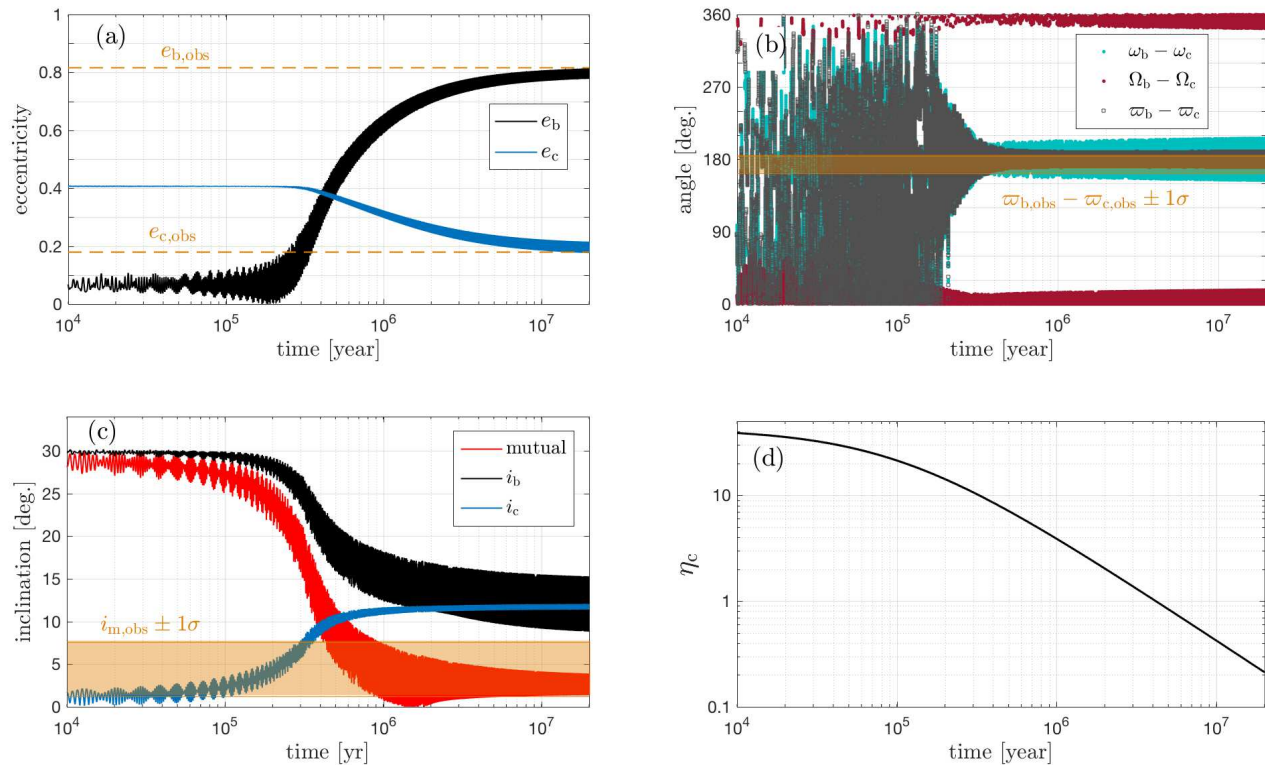 (a)
eccentricity
1
0.8
0.6
0.4
0.2
0
e_b,obs
e_c,obs
e_b
e_c
10^4 10^5 10^6 10^7
time [year]
(b)
angle [deg.]
360
270
180
90
0
ω_b − ω_c
Ω_b − Ω_c
ϖ_b − ϖ_c
ϖ_b,obs − ϖ_c,obs ± 1σ
10^4 10^5 10^6 10^7
time [year]
(c)
inclination [deg.]
30
25
20
15
10
5
0
mutual
i_b
i_c
i_m,obs ± 1σ
10^4 10^5 10^6 10^7
time [yr]
(d)
η_c
10
1
0.1
10^4 10^5 10^6 10^7
time [year]